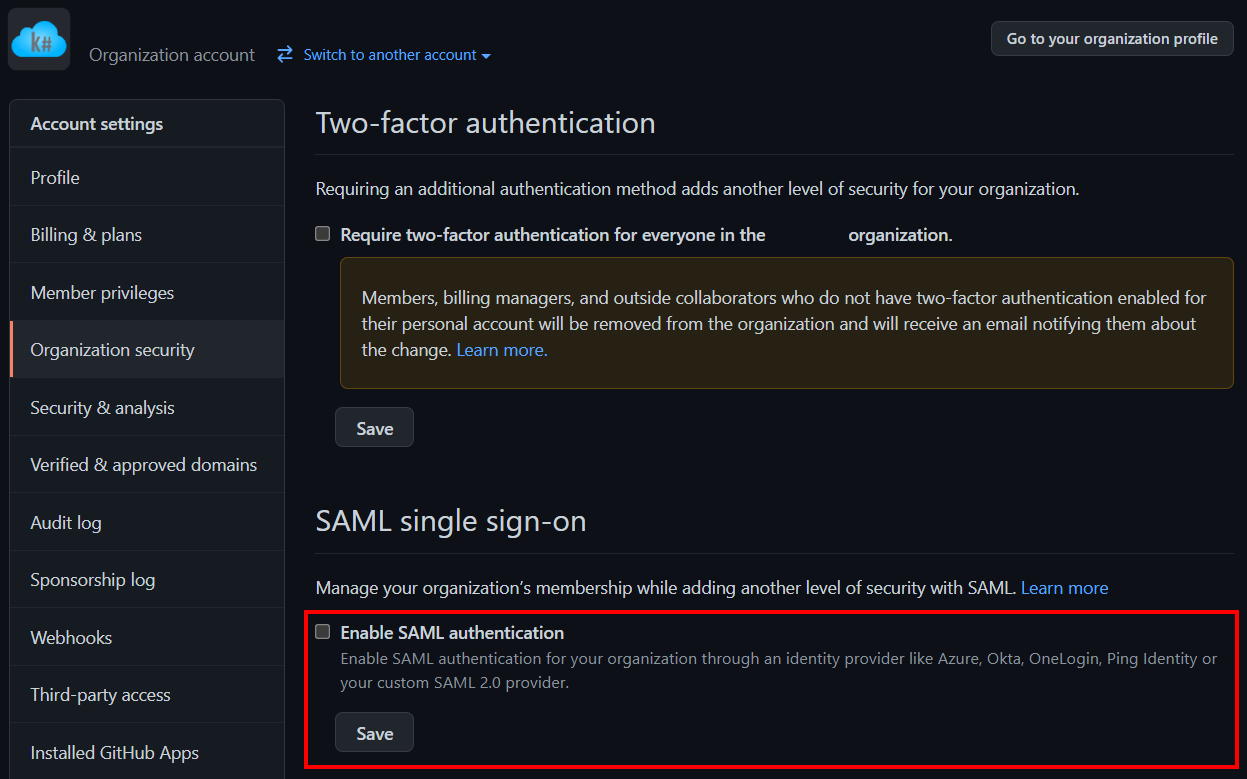 k#
Organization account
Switch to another account
Go to your organization profile
Account settings
Profile
Billing & plans
Member privileges
Organization security
Security & analysis
Verified & approved domains
Audit log
Sponsorship log
Webhooks
Third-party access
Installed GitHub Apps
Two-factor authentication
Requiring an additional authentication method adds another level of security for your organization.
Require two-factor authentication for everyone in the organization.
Members, billing managers, and outside collaborators who do not have two-factor authentication enabled for
their personal account will be removed from the organization and will receive an email notifying them about
the change. Learn more.
Save
SAML single sign-on
Manage your organization’s membership while adding another level of security with SAML. Learn more
Enable SAML authentication
Enable SAML authentication for your organization through an identity provider like Azure, Okta, OneLogin, Ping Identity or
your custom SAML 2.0 provider.
Save